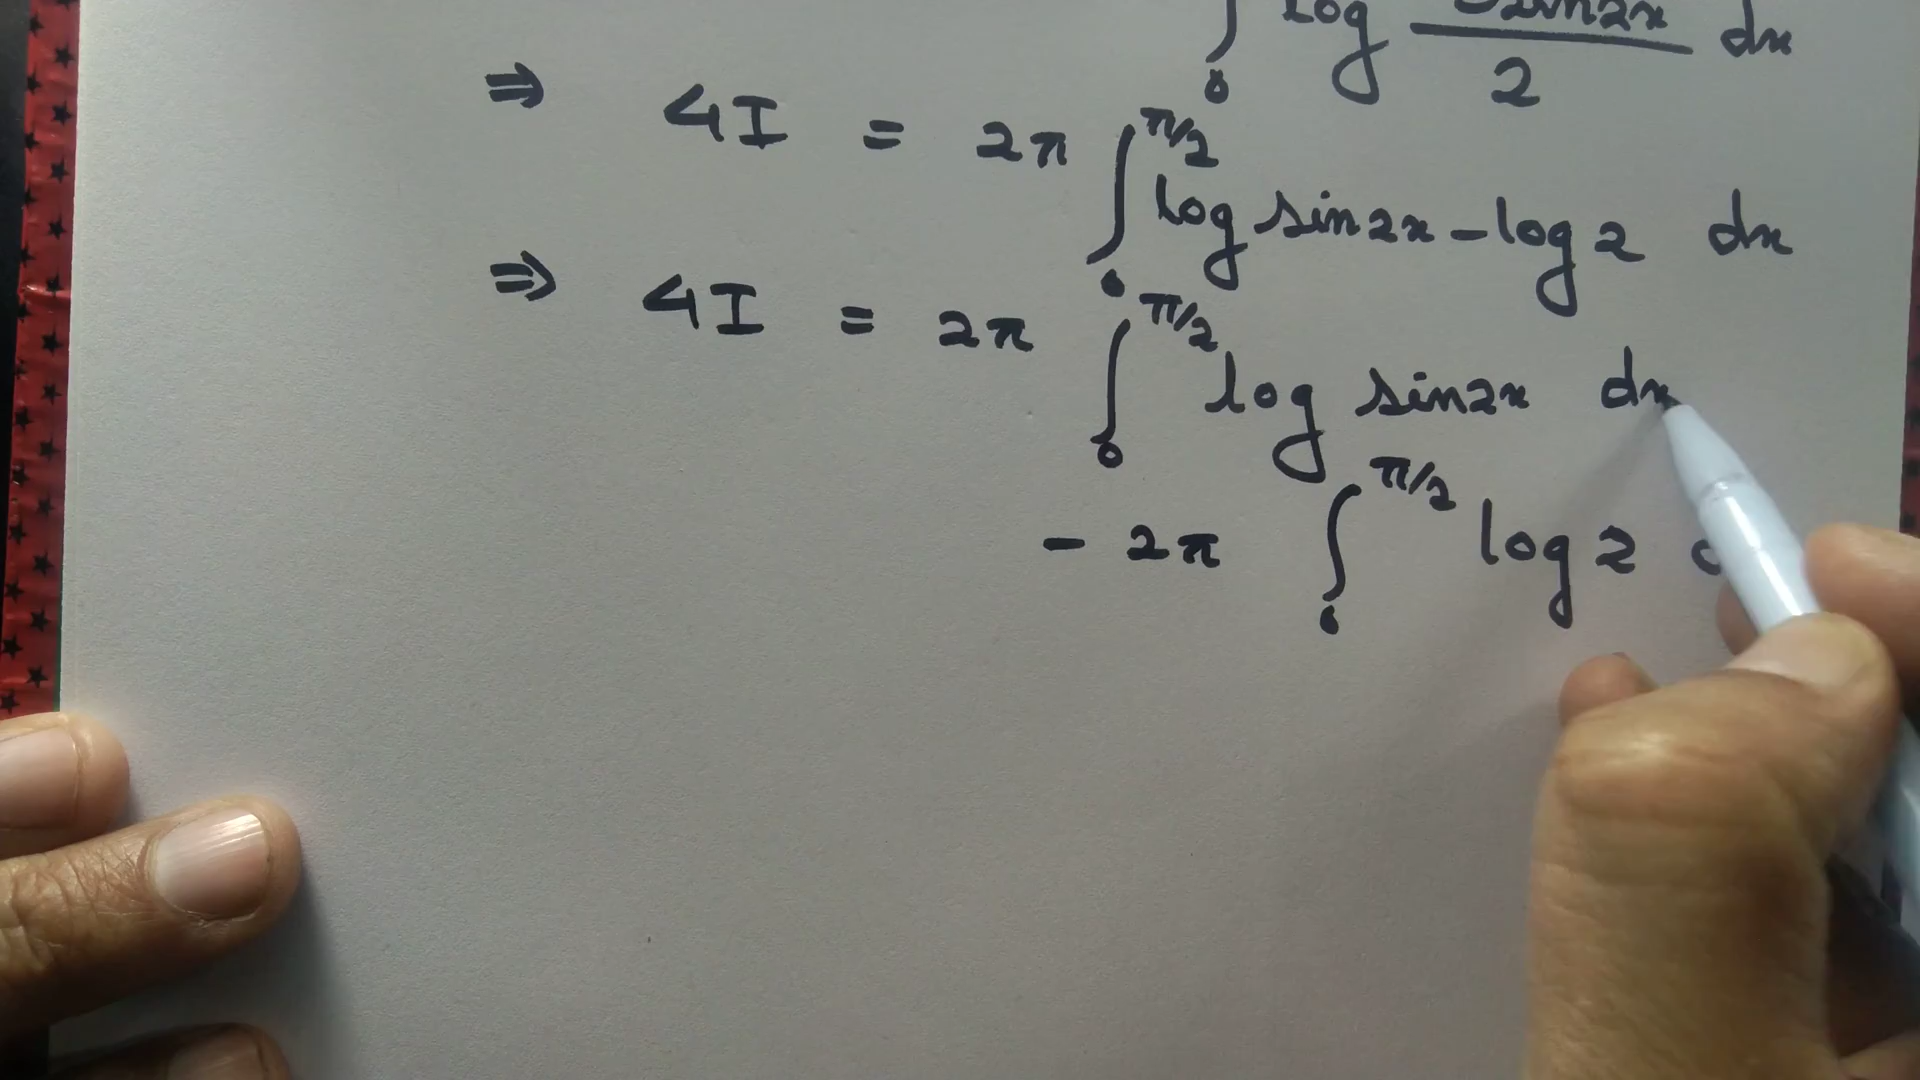 ∫₀ log sin2x/2 dx
⇒ 4I = 2π ∫₀^π/2 log sin2x - log 2 dx
⇒ 4I = 2π ∫₀^π/2 log sin2x dx
- 2π ∫₀^π/2 log 2